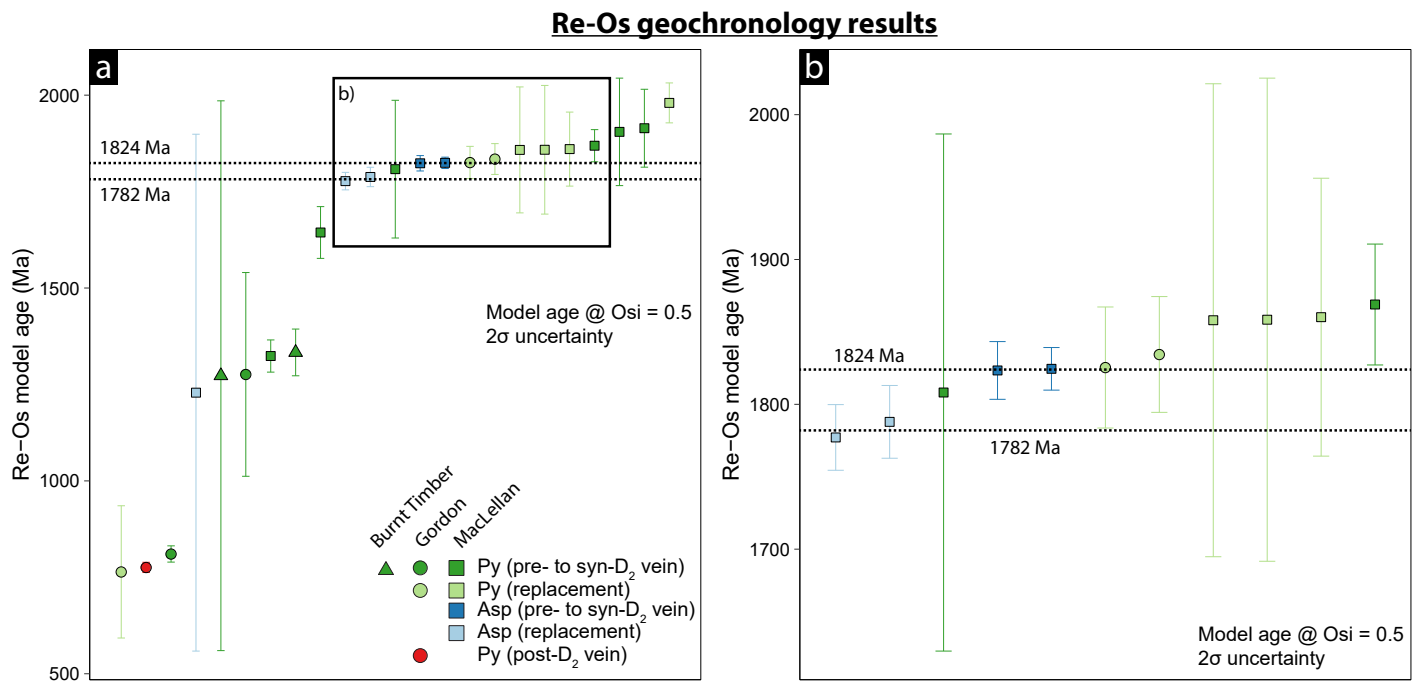 Re-Os geochronology results
a
b)
2000
1500
1000
500
Re−Os model age (Ma)
1824 Ma
1782 Ma
Model age @ Osi = 0.5
2σ uncertainty
Burnt Timber
Gordon
MacLellan
Py (pre- to syn-D₂ vein)
Py (replacement)
Asp (pre- to syn-D₂ vein)
Asp (replacement)
Py (post-D₂ vein)
b
2000
1900
1800
1700
Re−Os model age (Ma)
1824 Ma
1782 Ma
Model age @ Osi = 0.5
2σ uncertainty